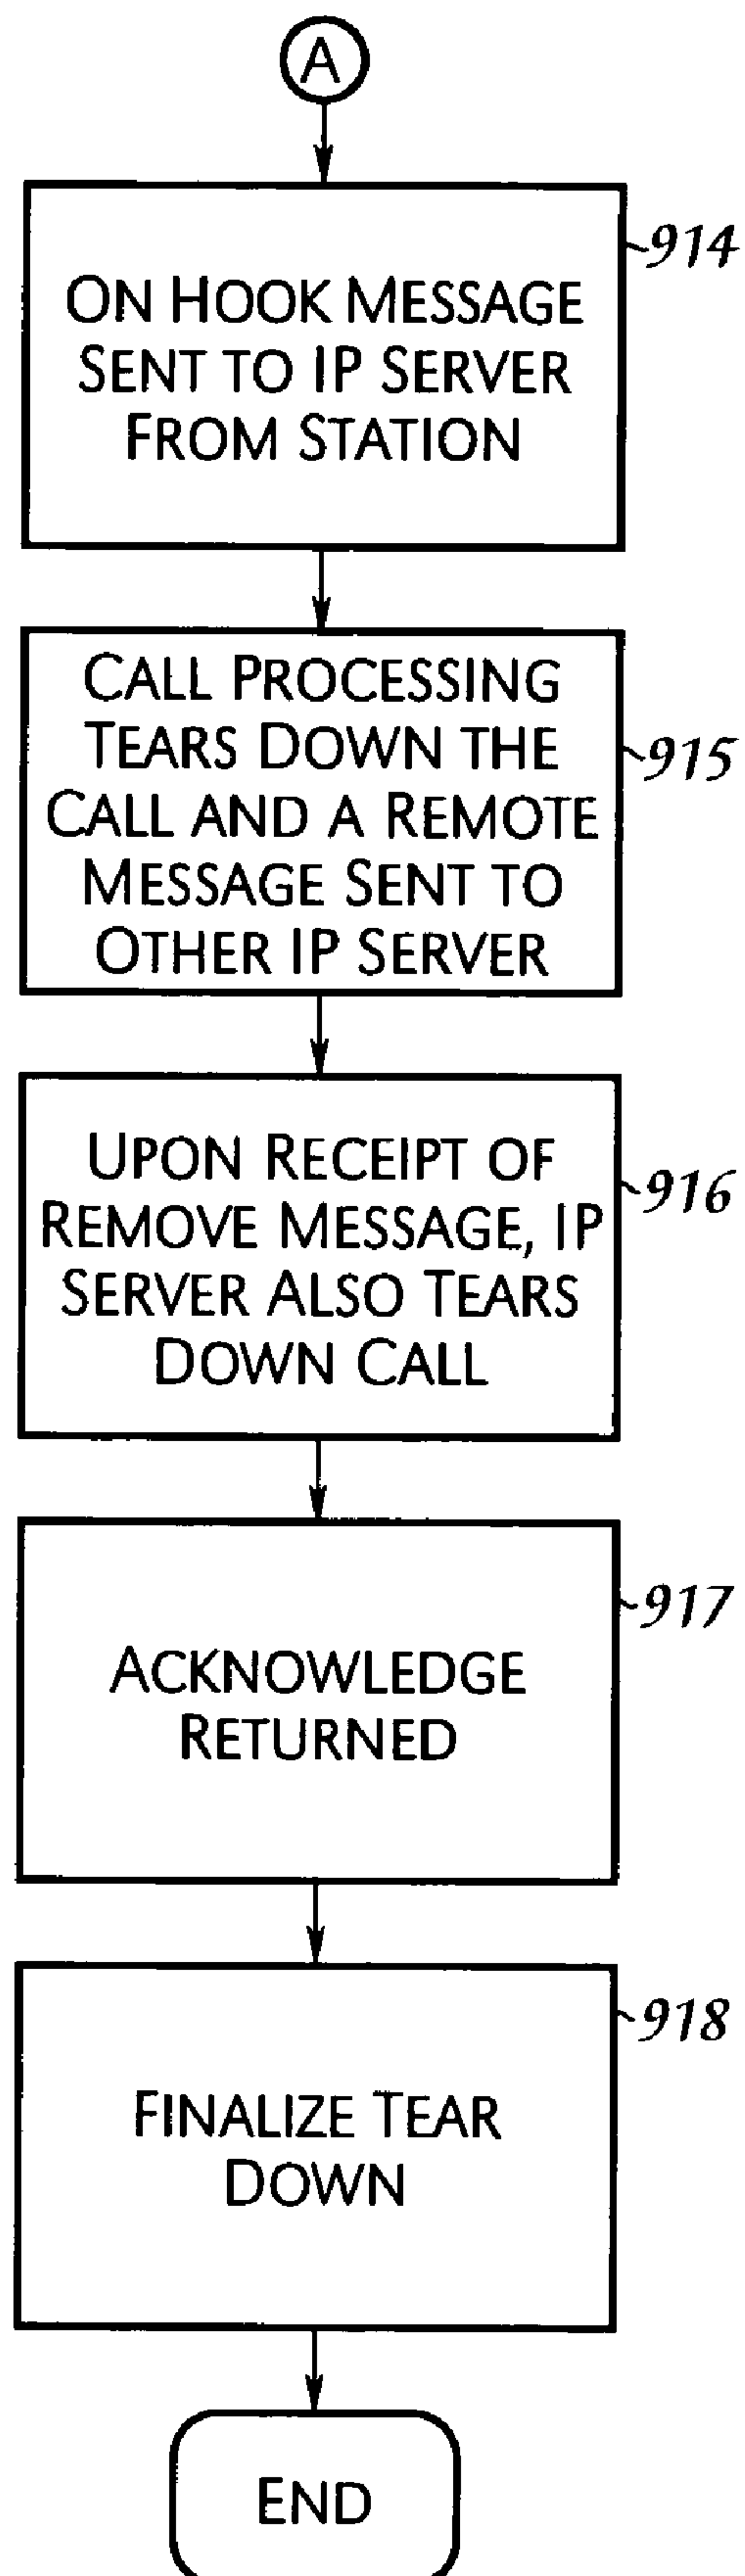 A
914
ON HOOK MESSAGE
SENT TO IP SERVER
FROM STATION
CALL PROCESSING
TEARS DOWN THE
CALL AND A REMOTE
MESSAGE SENT TO
OTHER IP SERVER
915
UPON RECEIPT OF
REMOVE MESSAGE, IP
SERVER ALSO TEARS
DOWN CALL
916
ACKNOWLEDGE
RETURNED
917
FINALIZE TEAR
DOWN
918
END